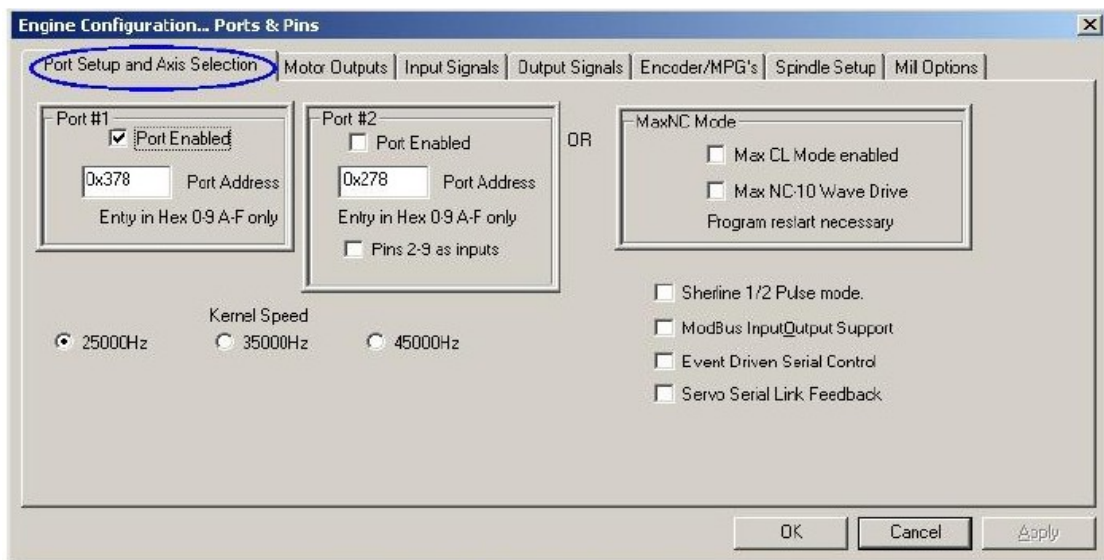 Engine Configuration... Ports & Pins
Port Setup and Axis Selection
Motor Outputs
Input Signals
Output Signals
Encoder/MPG's
Spindle Setup
Mill Options
Port #1
Port Enabled
0x378 Port Address
Entry in Hex 0-9 A-F only
Port #2
Port Enabled
0x278 Port Address
Entry in Hex 0-9 A-F only
Pins 2-9 as inputs
OR
MaxNC Mode
Max CL Mode enabled
Max NC-10 Wave Drive
Program restart necessary
Kernel Speed
25000Hz 35000Hz 45000Hz
Sherline 1/2 Pulse mode.
ModBus InputOutput Support
Event Driven Serial Control
Servo Serial Link Feedback
OK Cancel Apply